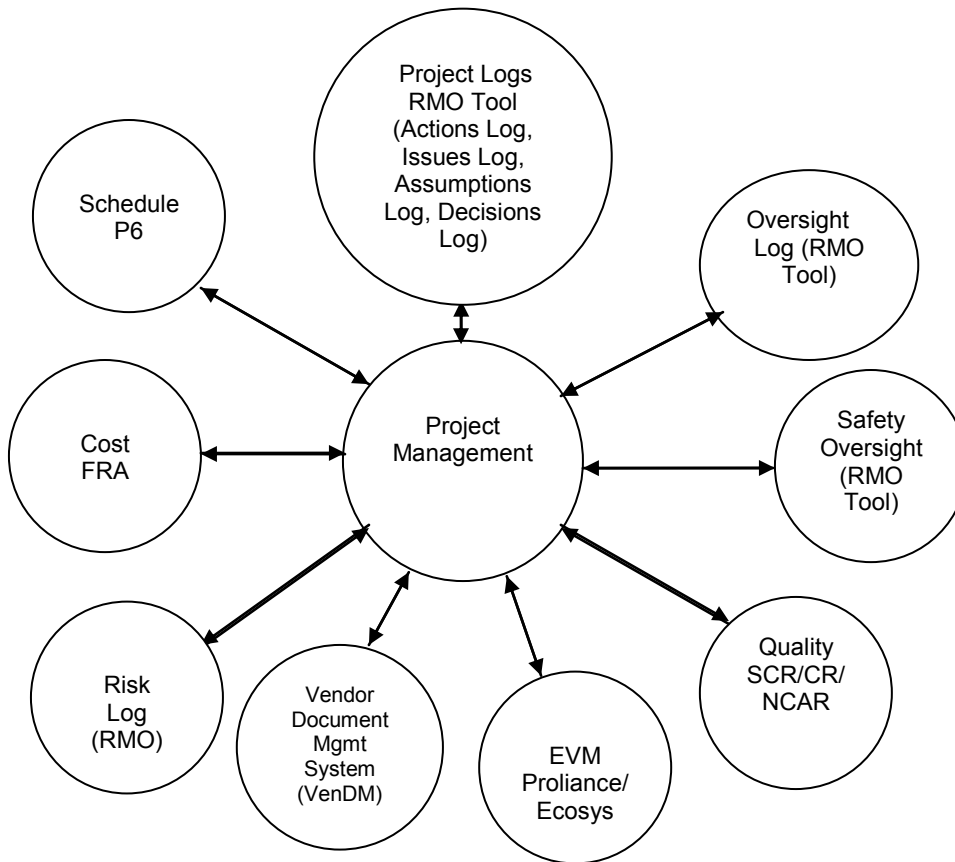 Project Logs
RMO Tool
(Actions Log,
Issues Log,
Assumptions
Log, Decisions
Log)
Schedule
P6
Oversight
Log (RMO
Tool)
Project
Management
Cost
FRA
Safety
Oversight
(RMO
Tool)
Risk
Log
(RMO)
Vendor
Document
Mgmt
System
(VenDM)
EVM
Proliance/
Ecosys
Quality
SCR/CR/
NCAR